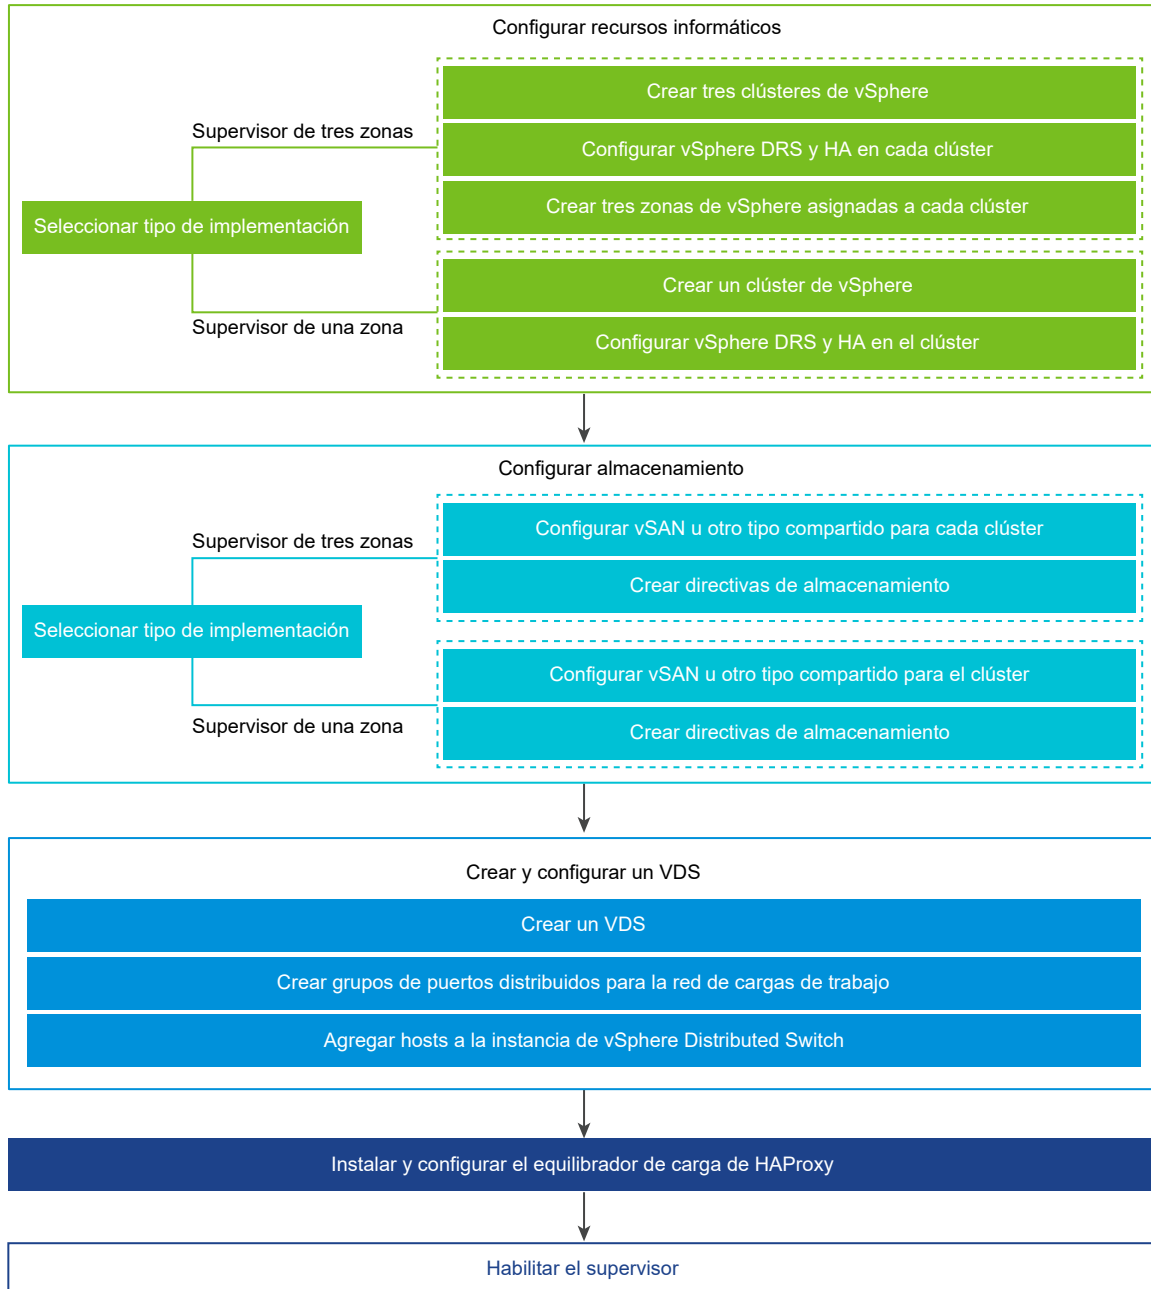 Configurar recursos informáticos
Supervisor de tres zonas
Crear tres clústeres de vSphere
Configurar vSphere DRS y HA en cada clúster
Crear tres zonas de vSphere asignadas a cada clúster
Seleccionar tipo de implementación
Supervisor de una zona
Crear un clúster de vSphere
Configurar vSphere DRS y HA en el clúster
Configurar almacenamiento
Supervisor de tres zonas
Configurar vSAN u otro tipo compartido para cada clúster
Crear directivas de almacenamiento
Seleccionar tipo de implementación
Supervisor de una zona
Configurar vSAN u otro tipo compartido para el clúster
Crear directivas de almacenamiento
Crear y configurar un VDS
Crear un VDS
Crear grupos de puertos distribuidos para la red de cargas de trabajo
Agregar hosts a la instancia de vSphere Distributed Switch
Instalar y configurar el equilibrador de carga de HAProxy
Habilitar el supervisor